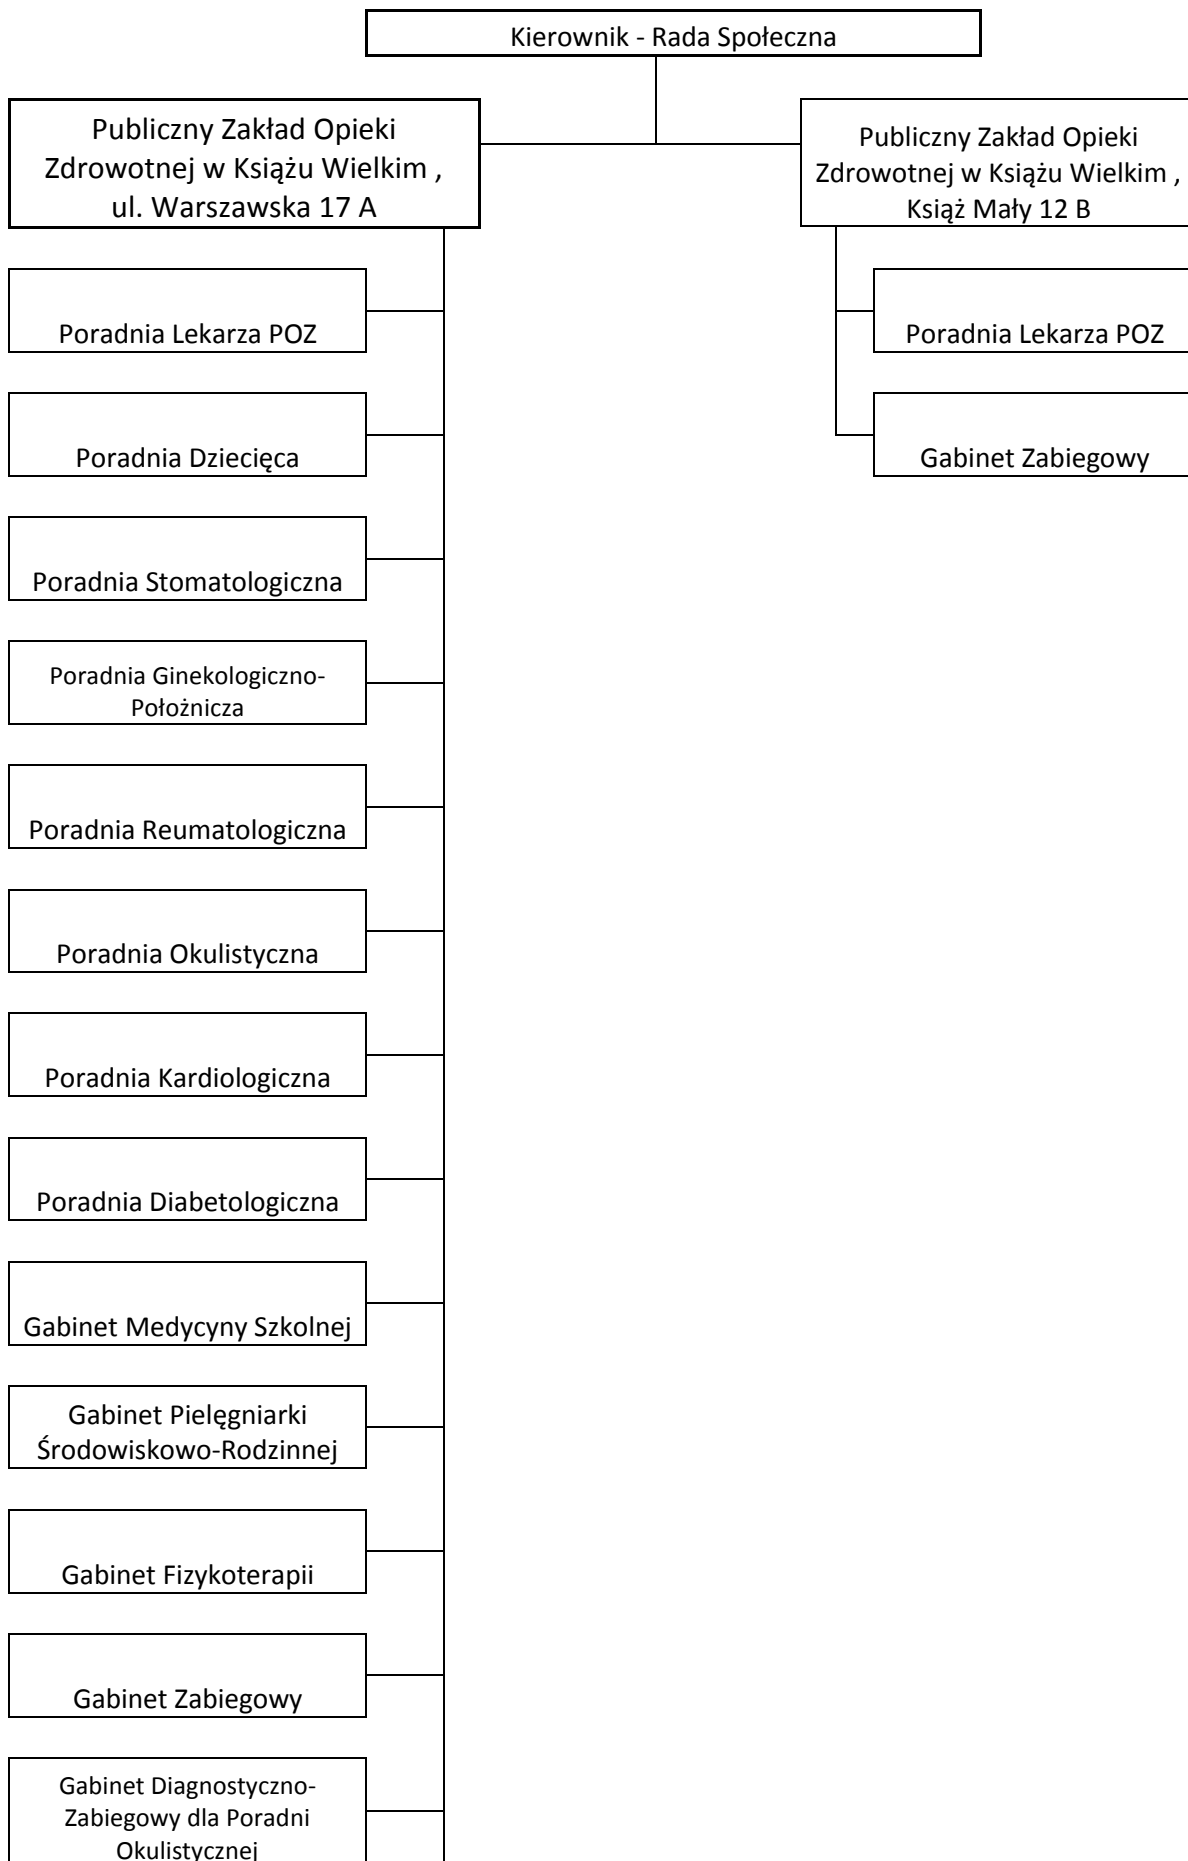 Kierownik - Rada Społeczna
Publiczny Zakład Opieki
Zdrowotnej w Książu Wielkim ,
ul. Warszawska 17 A
Publiczny Zakład Opieki
Zdrowotnej w Książu Wielkim ,
Książ Mały 12 B
Poradnia Lekarza POZ
Poradnia Dziecięca
Poradnia Stomatologiczna
Poradnia Ginekologiczno-
Położnicza
Poradnia Reumatologiczna
Poradnia Okulistyczna
Poradnia Kardiologiczna
Poradnia Diabetologiczna
Gabinet Medycyny Szkolnej
Gabinet Pielęgniarki
Środowiskowo-Rodzinnej
Gabinet Fizykoterapii
Gabinet Zabiegowy
Gabinet Diagnostyczno-
Zabiegowy dla Poradni
Okulistycznej
Poradnia Lekarza POZ
Gabinet Zabiegowy